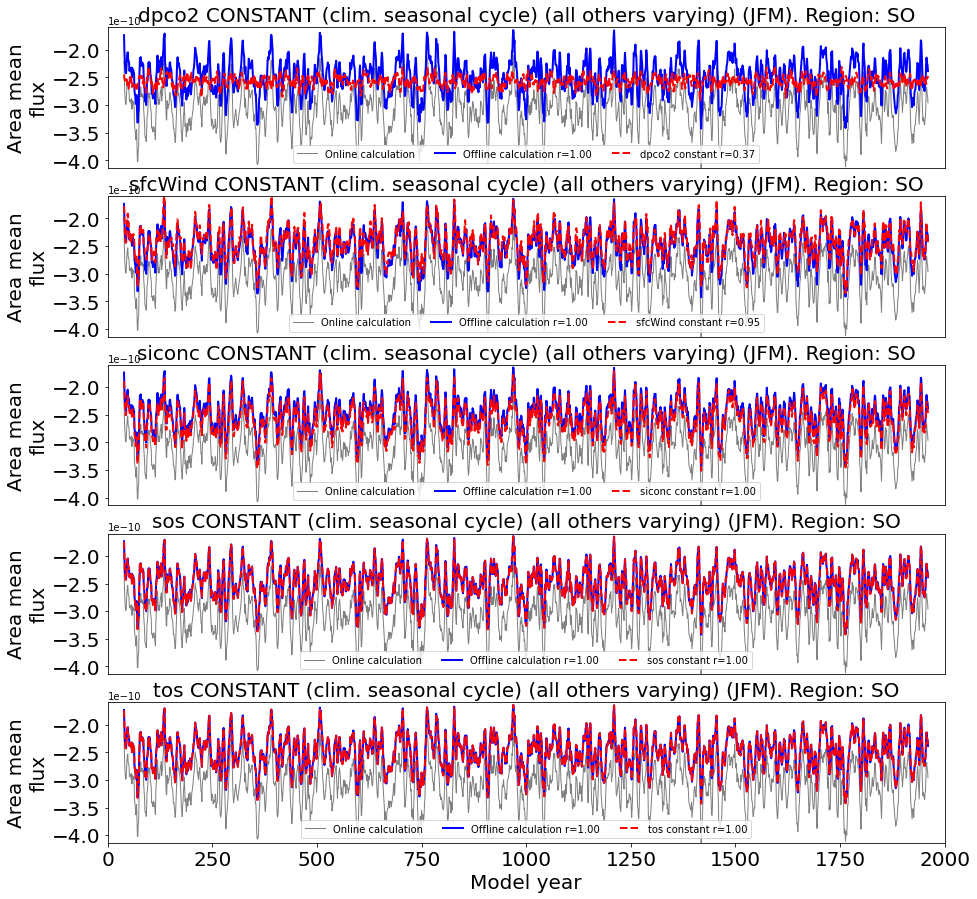 1e−10
dpco2 CONSTANT (clim. seasonal cycle) (all others varying) (JFM). Region: SO
Area mean
flux
−2.0
−2.5
−3.0
−3.5
−4.0
Online calculation
Offline calculation r=1.00
dpco2 constant r=0.37
1e−10
sfcWind CONSTANT (clim. seasonal cycle) (all others varying) (JFM). Region: SO
Area mean
flux
−2.0
−2.5
−3.0
−3.5
−4.0
Online calculation
Offline calculation r=1.00
sfcWind constant r=0.95
1e−10
siconc CONSTANT (clim. seasonal cycle) (all others varying) (JFM). Region: SO
Area mean
flux
−2.0
−2.5
−3.0
−3.5
−4.0
Online calculation
Offline calculation r=1.00
siconc constant r=1.00
1e−10
sos CONSTANT (clim. seasonal cycle) (all others varying) (JFM). Region: SO
Area mean
flux
−2.0
−2.5
−3.0
−3.5
−4.0
Online calculation
Offline calculation r=1.00
sos constant r=1.00
1e−10
tos CONSTANT (clim. seasonal cycle) (all others varying) (JFM). Region: SO
Area mean
flux
−2.0
−2.5
−3.0
−3.5
−4.0
Online calculation
Offline calculation r=1.00
tos constant r=1.00
0 250 500 750 1000 1250 1500 1750 2000
Model year